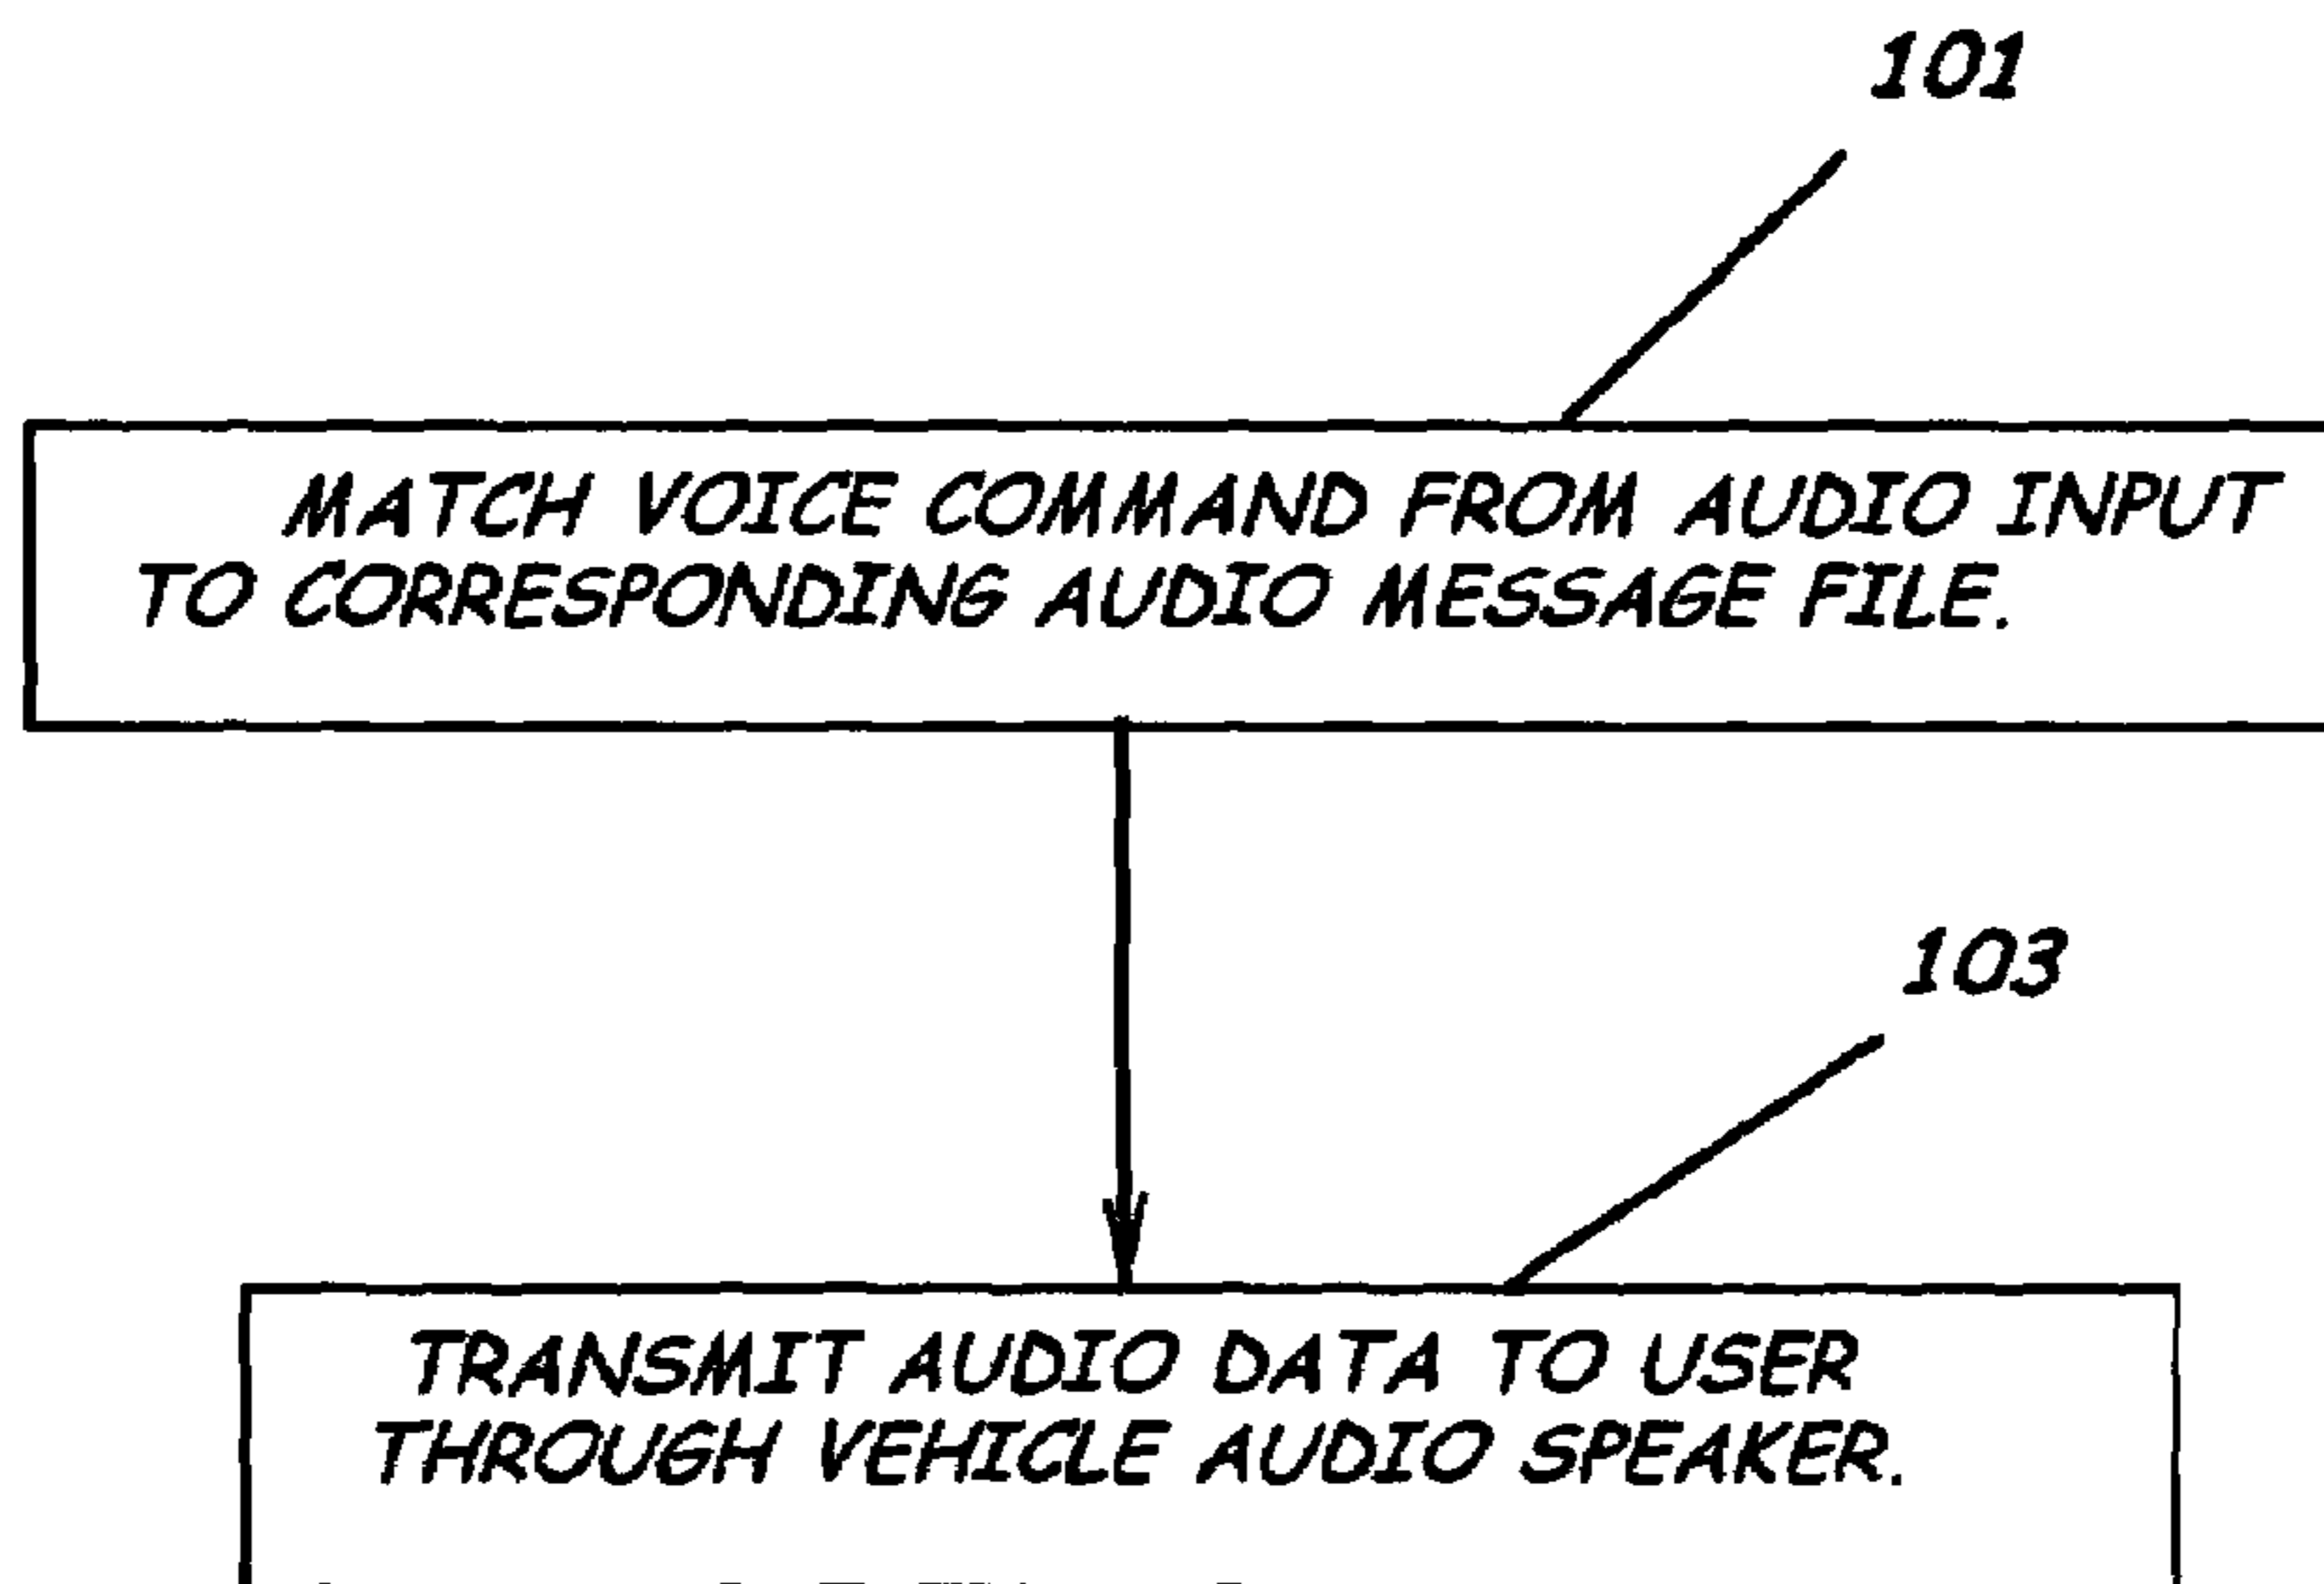 101
MATCH VOICE COMMAND FROM AUDIO INPUT
TO CORRESPONDING AUDIO MESSAGE FILE.
103
TRANSMIT AUDIO DATA TO USER
THROUGH VEHICLE AUDIO SPEAKER.